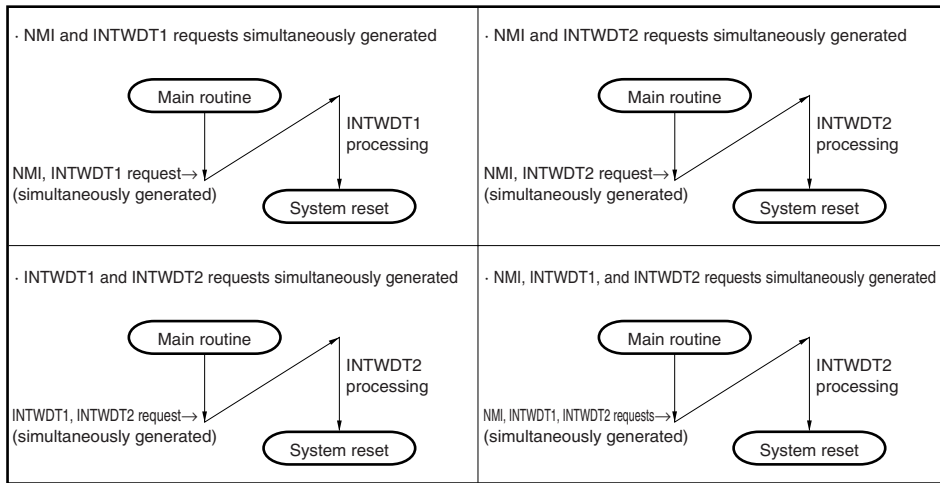 · NMI and INTWDT1 requests simultaneously generated
Main routine
INTWDT1
processing
NMI, INTWDT1 request→
(simultaneously generated)
System reset
· NMI and INTWDT2 requests simultaneously generated
Main routine
INTWDT2
processing
NMI, INTWDT2 request→
(simultaneously generated)
System reset
· INTWDT1 and INTWDT2 requests simultaneously generated
Main routine
INTWDT2
processing
INTWDT1, INTWDT2 request→
(simultaneously generated)
System reset
· NMI, INTWDT1, and INTWDT2 requests simultaneously generated
Main routine
INTWDT2
processing
NMI, INTWDT1, INTWDT2 requests→
(simultaneously generated)
System reset